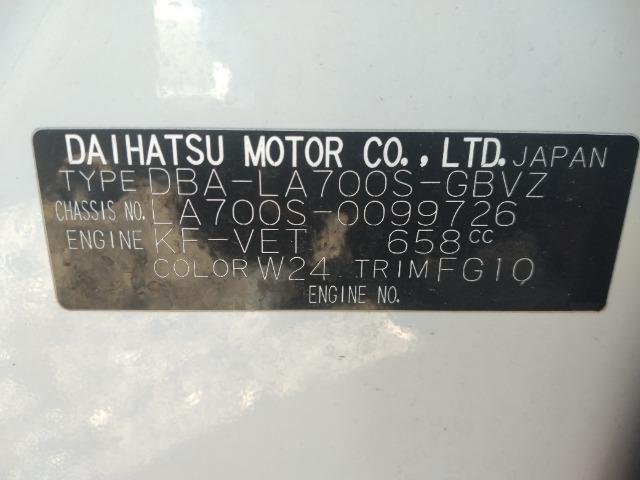 DAIHATSU MOTOR CO., LTD. JAPAN
TYPE DBA-LA700S-GBVZ
CHASSIS NO. LA700S-0099726
ENGINE KF-VET 658cc
COLOR W24 TRIM FG10
ENGINE NO.